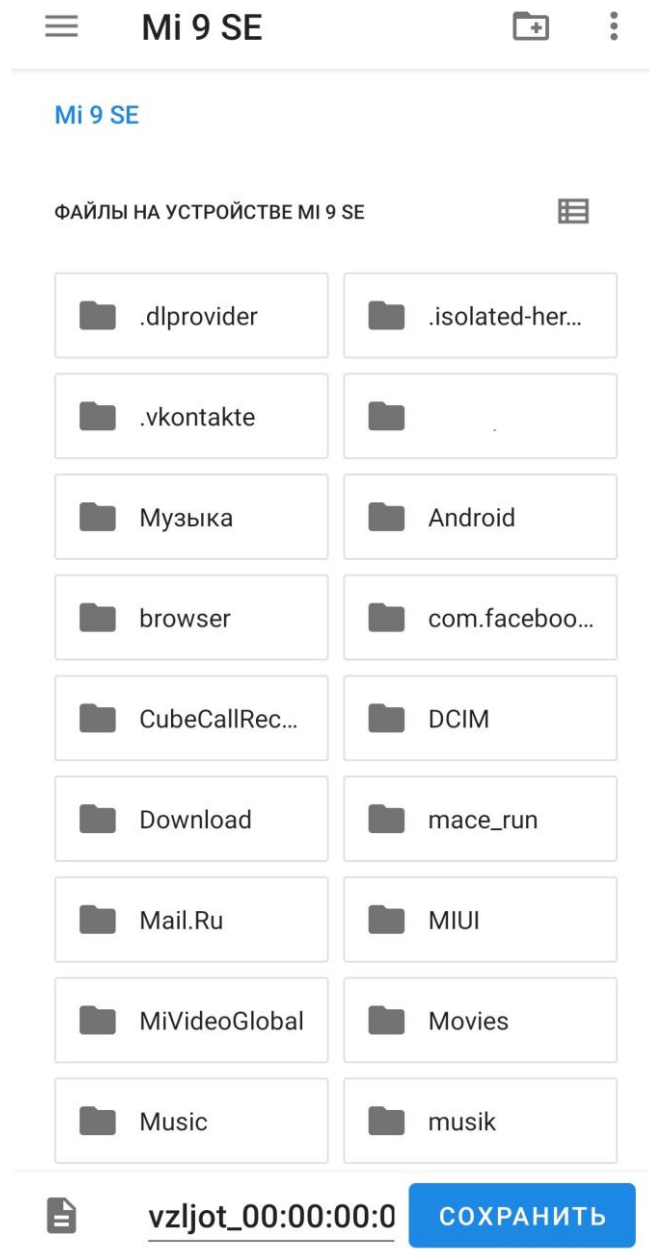 Mi 9 SE
Mi 9 SE
ФАЙЛЫ НА УСТРОЙСТВЕ MI 9 SE
.dlprovider
.isolated-her...
.vkontakte
.
Музыка
Android
browser
com.faceboo...
CubeCallRec...
DCIM
Download
mace_run
Mail.Ru
MIUI
MiVideoGlobal
Movies
Music
musik
vzljot_00:00:00:0
СОХРАНИТЬ